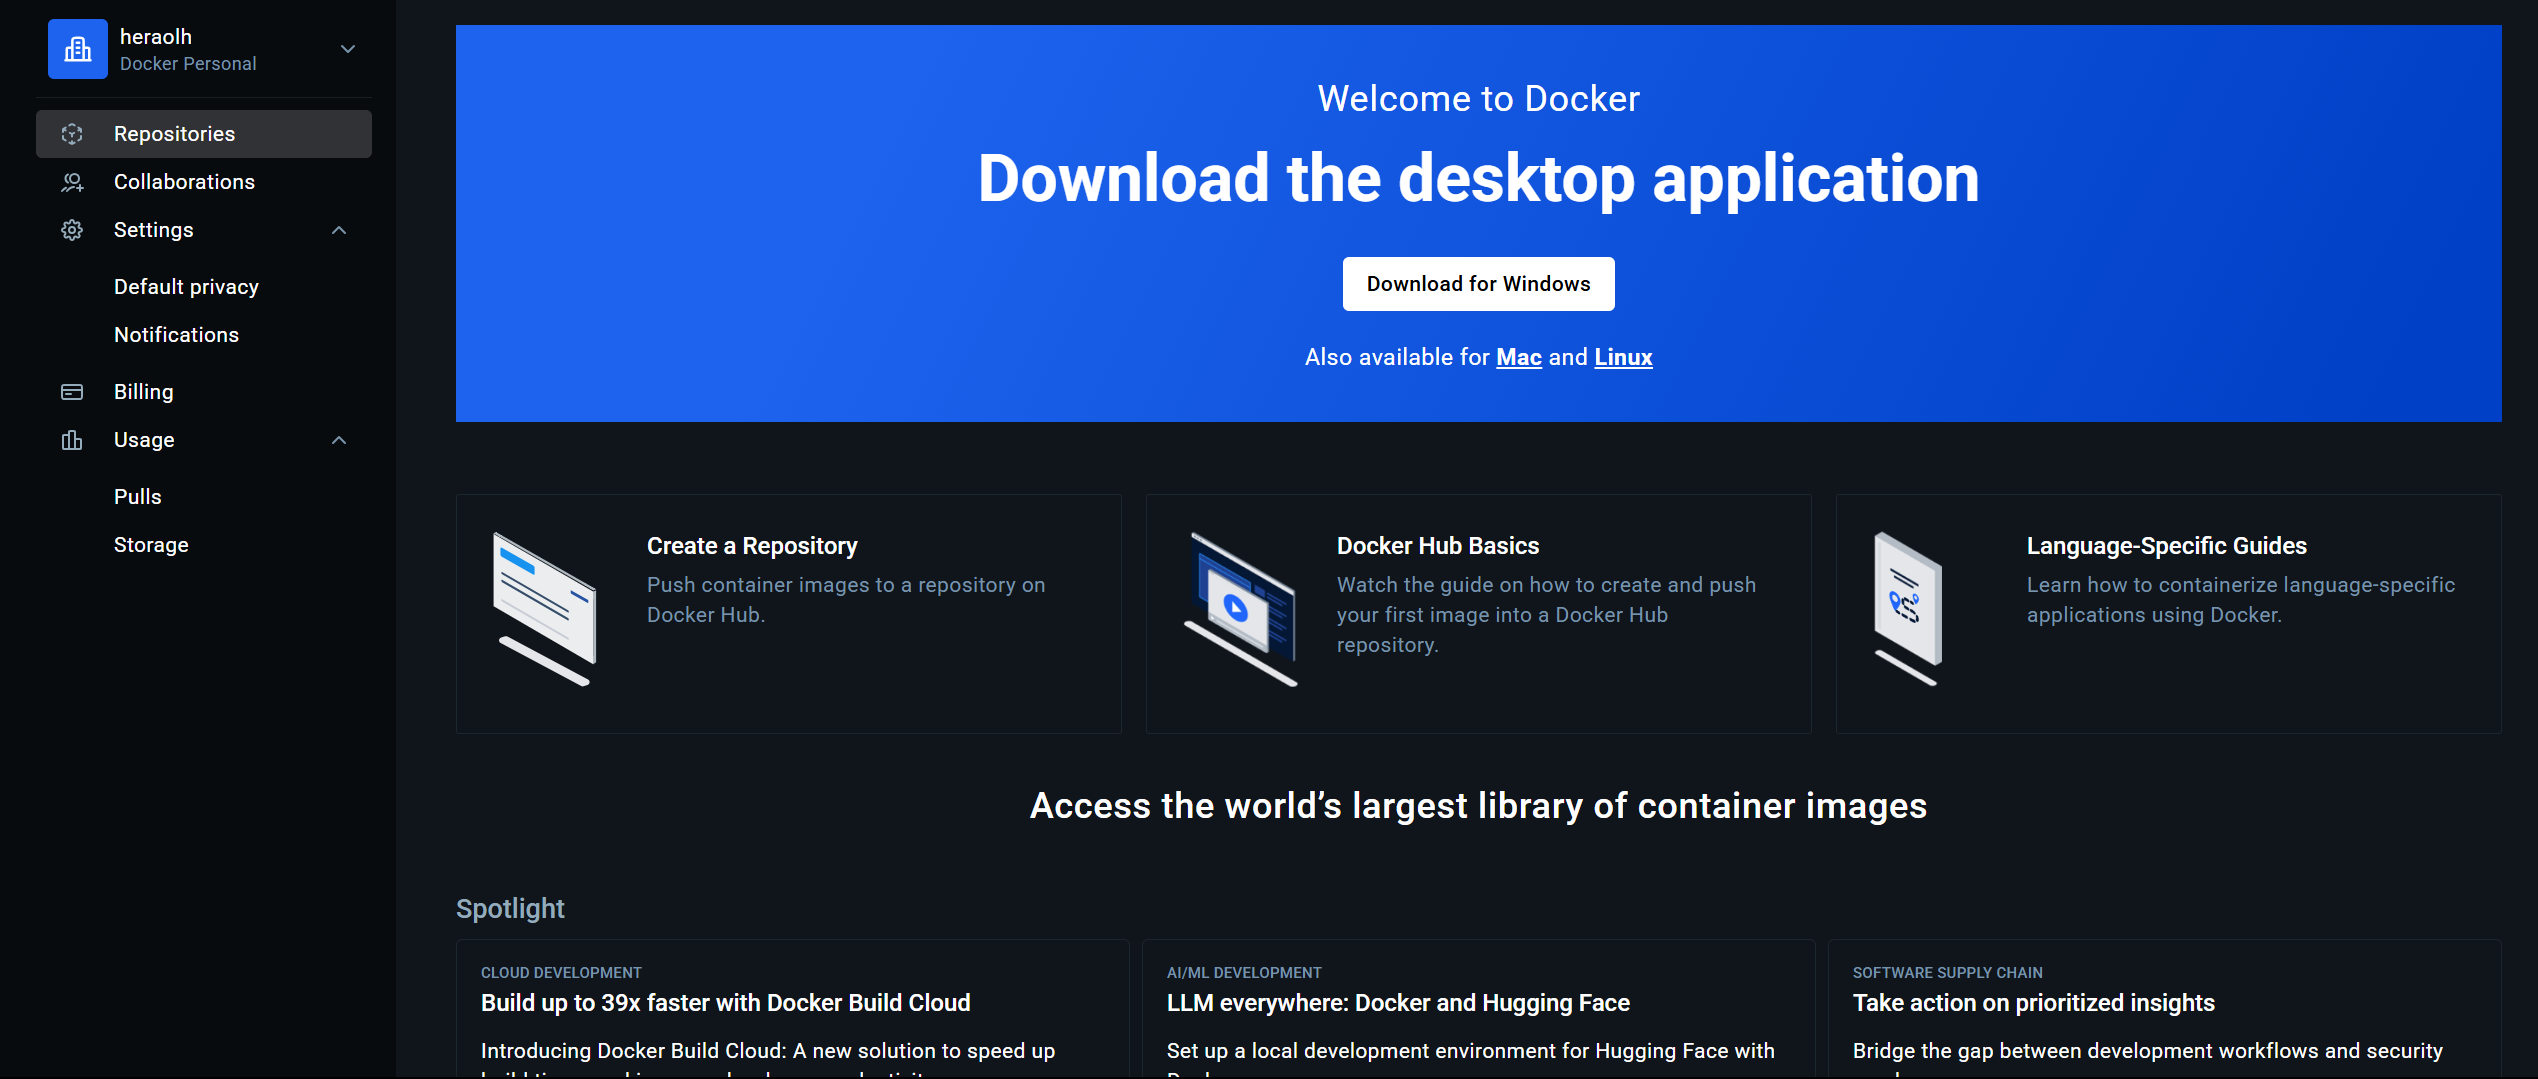 heraolh
Docker Personal
Repositories
Collaborations
Settings
Default privacy
Notifications
Billing
Usage
Pulls
Storage
Welcome to Docker
Download the desktop application
Download for Windows
Also available for Mac and Linux
Create a Repository
Push container images to a repository on
Docker Hub.
Docker Hub Basics
Watch the guide on how to create and push
your first image into a Docker Hub
repository.
Language-Specific Guides
Learn how to containerize language-specific
applications using Docker.
Access the world’s largest library of container images
Spotlight
CLOUD DEVELOPMENT
Build up to 39x faster with Docker Build Cloud
Introducing Docker Build Cloud: A new solution to speed up
AI/ML DEVELOPMENT
LLM everywhere: Docker and Hugging Face
Set up a local development environment for Hugging Face with
SOFTWARE SUPPLY CHAIN
Take action on prioritized insights
Bridge the gap between development workflows and security